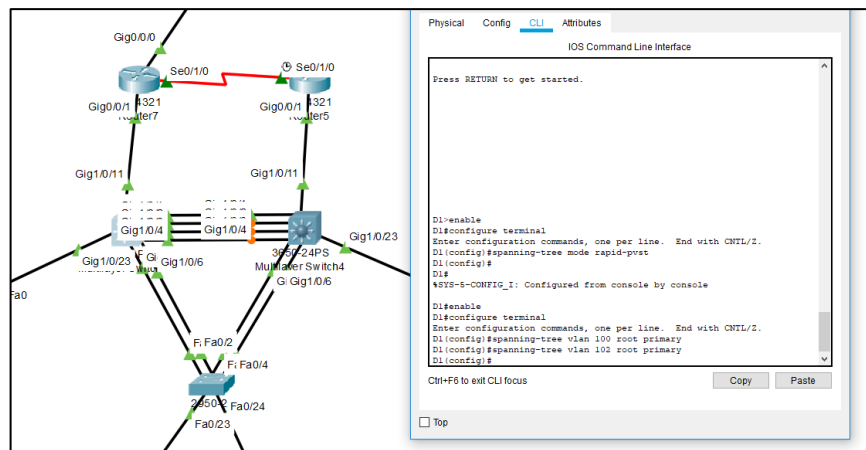 Gig0/0/0
Se0/1/0
Se0/1/0
4321
4321
Gig0/0/1
Gig0/0/1
Router5
Gig1/0/11
Gig1/0/11
Gig1/0/4
Gig1/0/4
3650-24PS
Multilayer Switch4
Gig1/0/23
Gig1/0/23
Gig1/0/6
Gig1/0/6
Fa0
Fa0/2
Fa0/4
Fa0/24
Fa0/23
Physical Config CLI Attributes
IOS Command Line Interface
Press RETURN to get started.
D1>enable
D1#configure terminal
Enter configuration commands, one per line. End with CNTL/Z.
D1(config)#spanning-tree mode rapid-pvst
D1(config)#
D1#
%SYS-5-CONFIG_I: Configured from console by console
D1#enable
D1#configure terminal
Enter configuration commands, one per line. End with CNTL/Z.
D1(config)#spanning-tree vlan 100 root primary
D1(config)#spanning-tree vlan 102 root primary
D1(config)#
Ctrl+F6 to exit CLI focus
Copy
Paste
Top